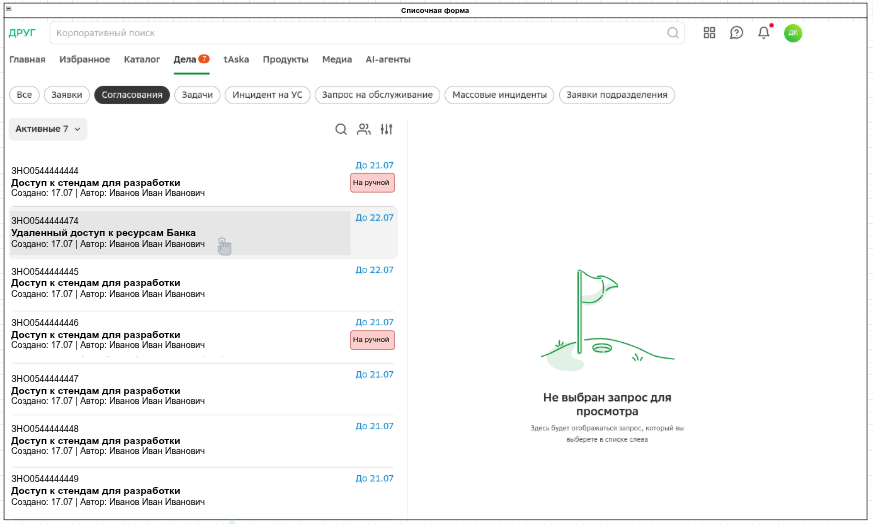 Списочная форма
ДРУГ
Корпоративный поиск
ДК
Главная Избранное Каталог Дела 7 tAska Продукты Медиа AI-агенты
Все Заявки Согласования Задачи Инцидент на УС Запрос на обслуживание Массовые инциденты Заявки подразделения
Активные 7
До 21.07
ЗНО0544444444
Доступ к стендам для разработки
На ручной
Создано: 17.07 | Автор: Иванов Иван Иванович
До 22.07
ЗНО0544444474
Удаленный доступ к ресурсам Банка
Создано: 17.07 | Автор: Иванов Иван Иванович
До 22.07
ЗНО0544444445
Доступ к стендам для разработки
Создано: 17.07 | Автор: Иванов Иван Иванович
До 21.07
ЗНО0544444446
Доступ к стендам для разработки
На ручной
Создано: 17.07 | Автор: Иванов Иван Иванович
До 21.07
ЗНО0544444447
Доступ к стендам для разработки
Создано: 17.07 | Автор: Иванов Иван Иванович
До 21.07
ЗНО0544444448
Доступ к стендам для разработки
Создано: 17.07 | Автор: Иванов Иван Иванович
До 21.07
ЗНО0544444449
Доступ к стендам для разработки
Создано: 17.07 | Автор: Иванов Иван Иванович
Не выбран запрос для
просмотра
Здесь будет отображаться запрос, который вы
выберете в списке слева